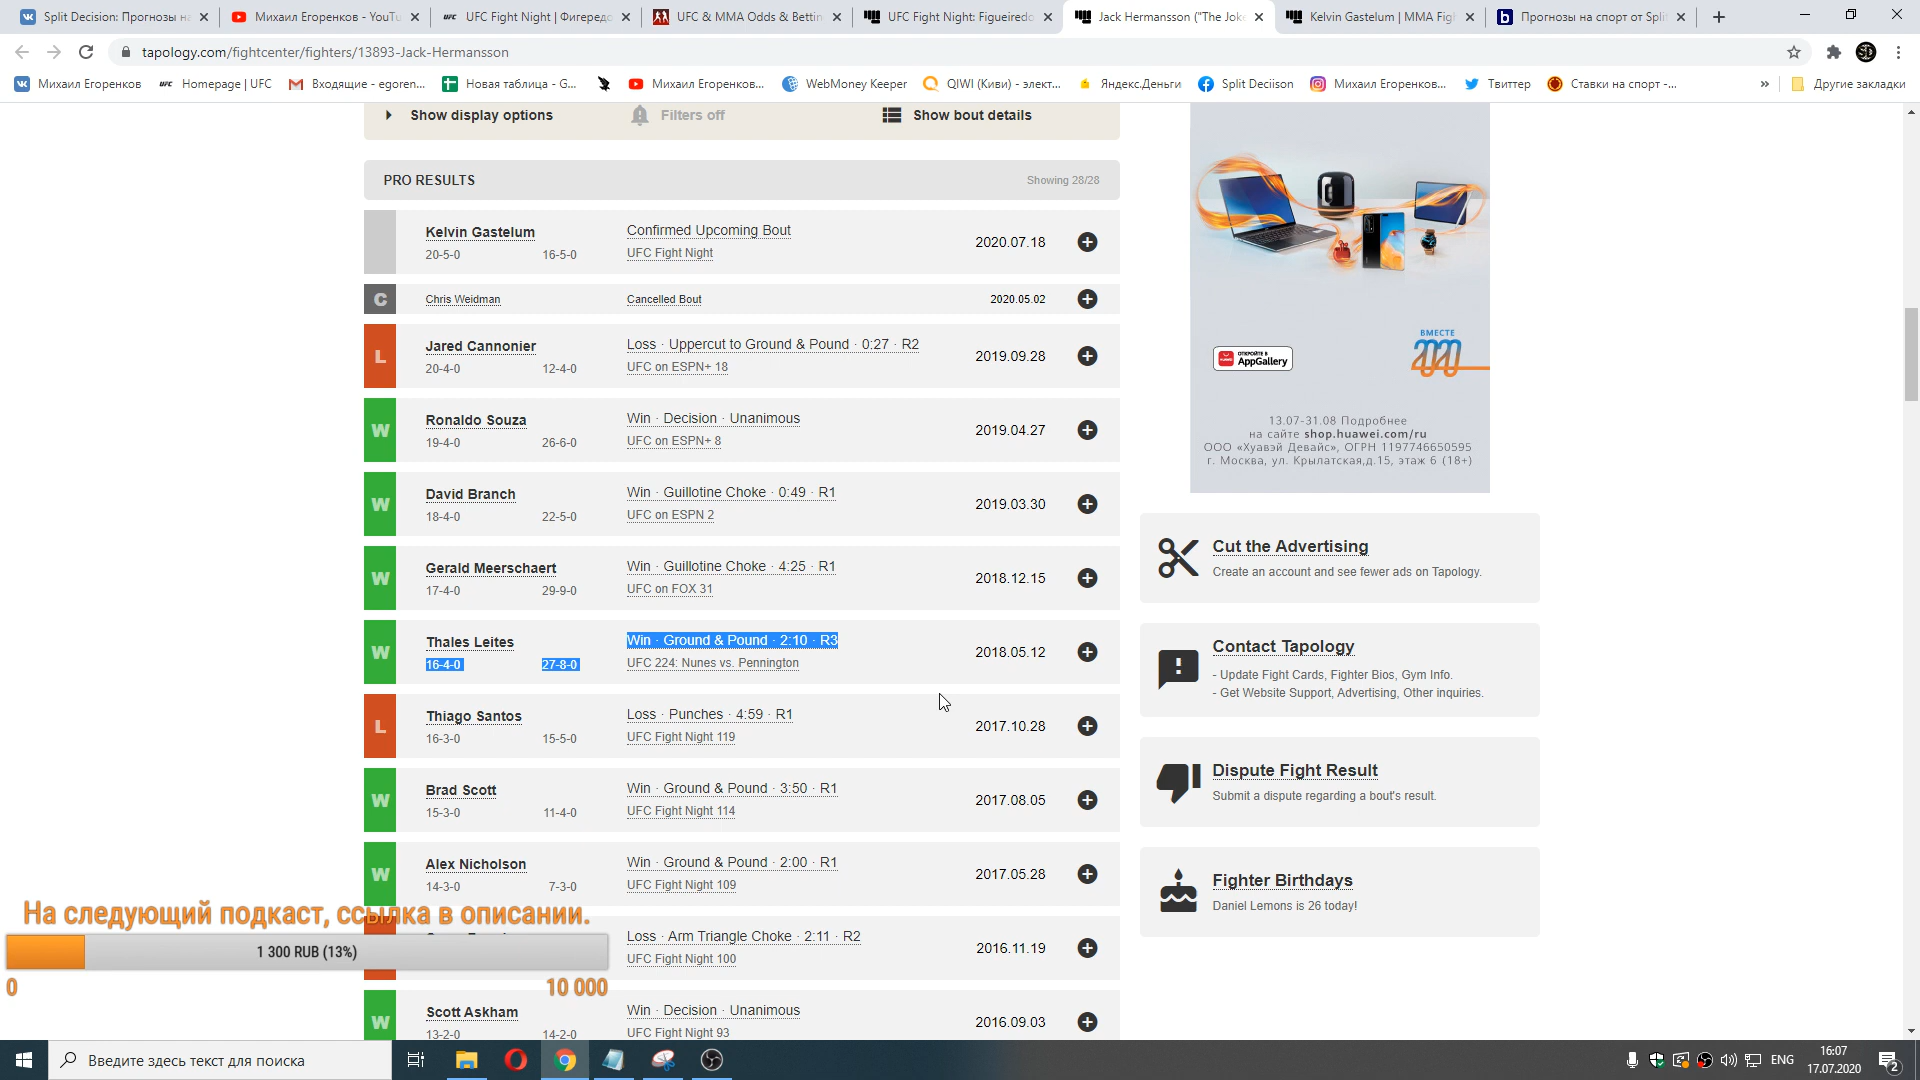 Split Decision: Прогнозы на
Михаил Егоренков - YouTu
UFC Fight Night | Фигередо
UFC & MMA Odds & Bettin
UFC Fight Night: Figueiredo
Jack Hermansson ("The Joke
Kelvin Gastelum | MMA Figh
Прогнозы на спорт от Split
tapology.com/fightcenter/fighters/13893-Jack-Hermansson
Михаил Егоренков
Homepage | UFC
Входящие - egoren...
Новая таблица - G...
Михаил Егоренков...
WebMoney Keeper
QIWI (Киви) - элект...
Яндекс.Деньги
Split Deciison
Михаил Егоренков...
Твиттер
Ставки на спорт -...
»
Другие закладки
Show display options
Filters off
Show bout details
PRO RESULTS
Showing 28/28
Kelvin Gastelum
Confirmed Upcoming Bout
2020.07.18
20-5-0 16-5-0
UFC Fight Night
C
Chris Weidman
Cancelled Bout
2020.05.02
L
Jared Cannonier
Loss · Uppercut to Ground & Pound · 0:27 · R2
2019.09.28
20-4-0 12-4-0
UFC on ESPN+ 18
W
Ronaldo Souza
Win · Decision · Unanimous
2019.04.27
19-4-0 26-6-0
UFC on ESPN+ 8
W
David Branch
Win · Guillotine Choke · 0:49 · R1
2019.03.30
18-4-0 22-5-0
UFC on ESPN 2
W
Gerald Meerschaert
Win · Guillotine Choke · 4:25 · R1
2018.12.15
17-4-0 29-9-0
UFC on FOX 31
W
Thales Leites
Win · Ground & Pound · 2:10 · R3
2018.05.12
16-4-0 27-8-0
UFC 224: Nunes vs. Pennington
L
Thiago Santos
Loss · Punches · 4:59 · R1
2017.10.28
16-3-0 15-5-0
UFC Fight Night 119
W
Brad Scott
Win · Ground & Pound · 3:50 · R1
2017.08.05
15-3-0 11-4-0
UFC Fight Night 114
W
Alex Nicholson
Win · Ground & Pound · 2:00 · R1
2017.05.28
14-3-0 7-3-0
UFC Fight Night 109
Loss · Arm Triangle Choke · 2:11 · R2
2016.11.19
UFC Fight Night 100
W
Scott Askham
Win · Decision · Unanimous
2016.09.03
13-2-0 14-2-0
UFC Fight Night 93
ВМЕСТЕ
2020
ОТКРОЙТЕ В
AppGallery
13.07-31.08 Подробнее
на сайте shop.huawei.com/ru
ООО «Хуавэй Девайс», ОГРН 1197746650595
г. Москва, ул. Крылатская,д.15, этаж 6 (18+)
Cut the Advertising
Create an account and see fewer ads on Tapology.
Contact Tapology
- Update Fight Cards, Fighter Bios, Gym Info.
- Get Website Support, Advertising, Other inquiries.
Dispute Fight Result
Submit a dispute regarding a bout's result.
Fighter Birthdays
Daniel Lemons is 26 today!
На следующий подкаст, ссылка в описании.
1 300 RUB (13%)
0
10 000
Введите здесь текст для поиска
ENG
16:07
17.07.2020
2